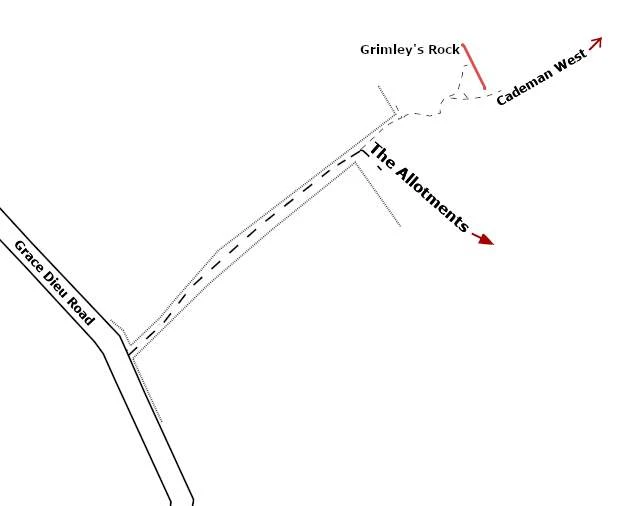 Grimley's Rock
Cademan West
The Allotments
Grace Dieu Road